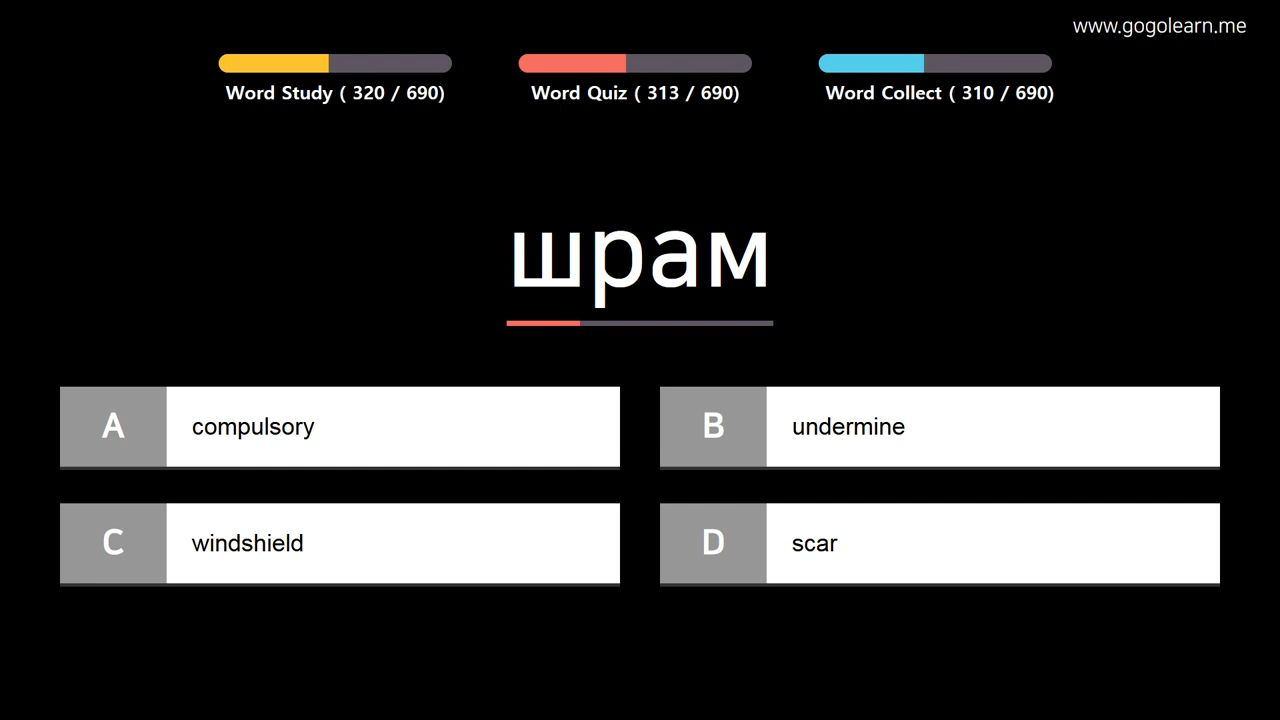 www.gogolearn.me
Word Study ( 320 / 690)
Word Quiz ( 313 / 690)
Word Collect ( 310 / 690)
шрам
A compulsory
B undermine
C windshield
D scar